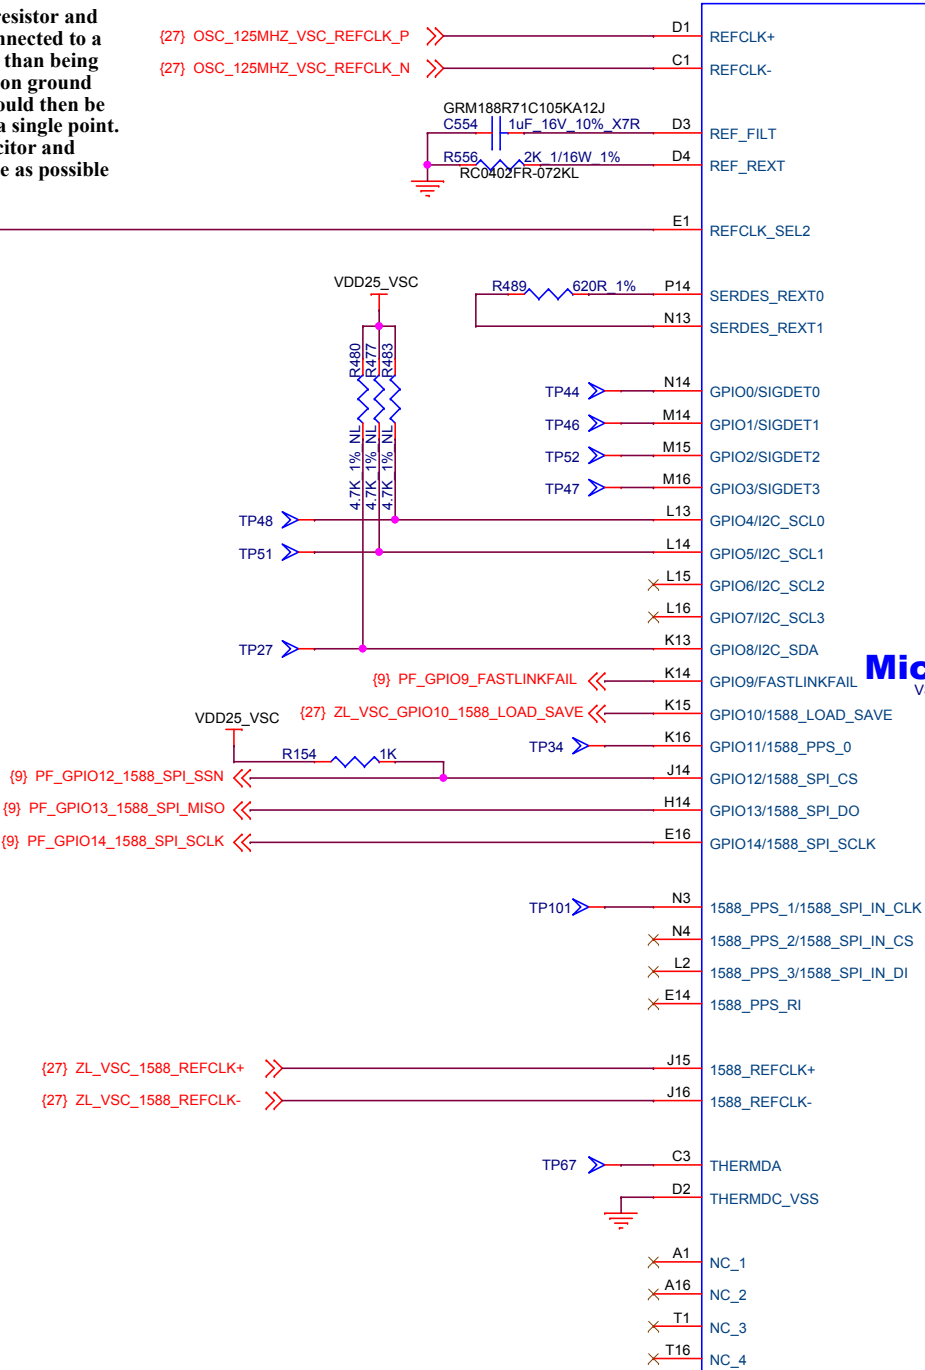 esistor and
nnected to a
than being
on ground
ould then be
a single point.
citor and
e as possible
{27} OSC_125MHZ_VSC_REFCLK_P
D1
REFCLK+
{27} OSC_125MHZ_VSC_REFCLK_N
C1
REFCLK-
GRM188R71C105KA12J
C554
1uF_16V_10%_X7R
D3
REF_FILT
R556
2K_1/16W_1%
RC0402FR-072KL
D4
REF_REXT
E1
REFCLK_SEL2
VDD25_VSC
R489
620R_1%
P14
SERDES_REXT0
N13
SERDES_REXT1
R480
R477
R483
4.7K_1%_NL
4.7K_1%_NL
4.7K_1%_NL
TP44
N14
GPIO0/SIGDET0
TP46
M14
GPIO1/SIGDET1
TP52
M15
GPIO2/SIGDET2
TP47
M16
GPIO3/SIGDET3
TP48
L13
GPIO4/I2C_SCL0
TP51
L14
GPIO5/I2C_SCL1
L15
GPIO6/I2C_SCL2
L16
GPIO7/I2C_SCL3
TP27
K13
GPIO8/I2C_SDA
{9} PF_GPIO9_FASTLINKFAIL
K14
GPIO9/FASTLINKFAIL
Mic
V
{27} ZL_VSC_GPIO10_1588_LOAD_SAVE
K15
GPIO10/1588_LOAD_SAVE
VDD25_VSC
TP34
K16
GPIO11/1588_PPS_0
R154
1K
{9} PF_GPIO12_1588_SPI_SSN
J14
GPIO12/1588_SPI_CS
{9} PF_GPIO13_1588_SPI_MISO
H14
GPIO13/1588_SPI_DO
{9} PF_GPIO14_1588_SPI_SCLK
E16
GPIO14/1588_SPI_SCLK
TP101
N3
1588_PPS_1/1588_SPI_IN_CLK
N4
1588_PPS_2/1588_SPI_IN_CS
L2
1588_PPS_3/1588_SPI_IN_DI
E14
1588_PPS_RI
{27} ZL_VSC_1588_REFCLK+
J15
1588_REFCLK+
{27} ZL_VSC_1588_REFCLK-
J16
1588_REFCLK-
TP67
C3
THERMDA
D2
THERMDC_VSS
A1
NC_1
A16
NC_2
T1
NC_3
T16
NC_4